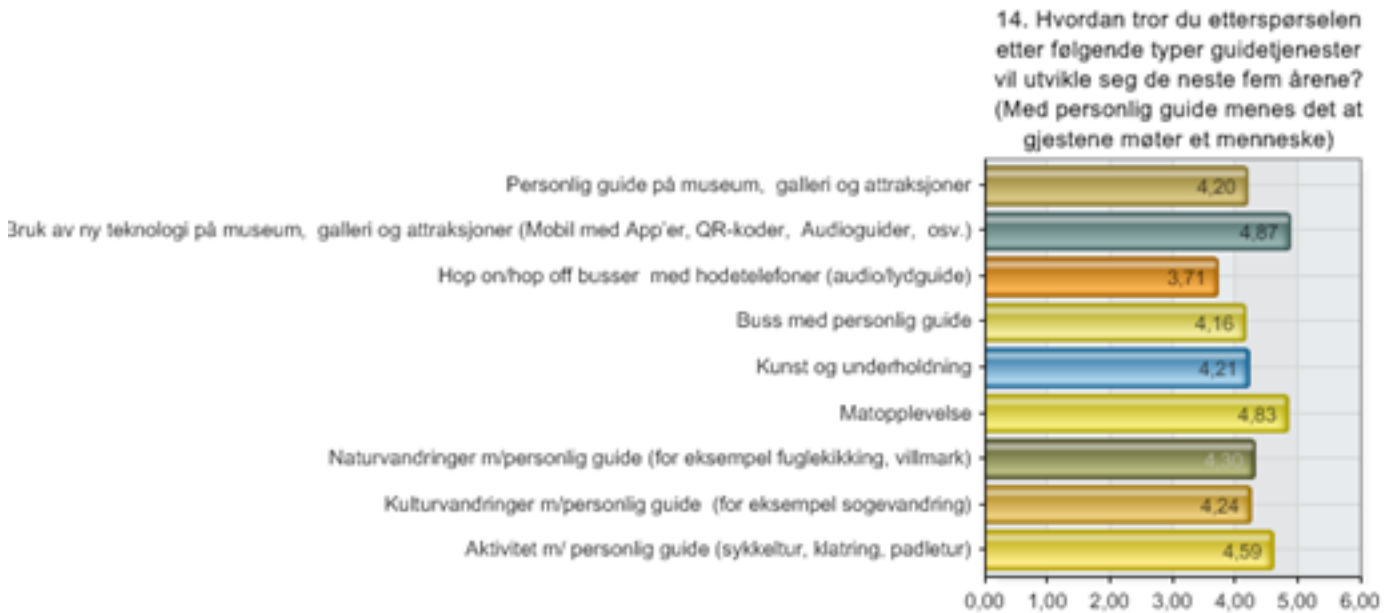 14. Hvordan tror du etterspørselen
etter følgende typer guidetjenester
vil utvikle seg de neste fem årene?
(Med personlig guide menes det at
gjestene møter et menneske)
Personlig guide på museum, galleri og attraksjoner 4,20
Bruk av ny teknologi på museum, galleri og attraksjoner (Mobil med App'er, QR-koder, Audioguider, osv.) 4,87
Hop on/hop off busser med hodetelefoner (audio/lydguide) 3,71
Buss med personlig guide 4,16
Kunst og underholdning 4,21
Matopplevelse 4,83
Naturvandringer m/personlig guide (for eksempel fuglekikking, villmark) 4,30
Kulturvandringer m/personlig guide (for eksempel sogevandring) 4,24
Aktivitet m/ personlig guide (sykkeltur, klatring, padletur) 4,59
0,00 1,00 2,00 3,00 4,00 5,00 6,00